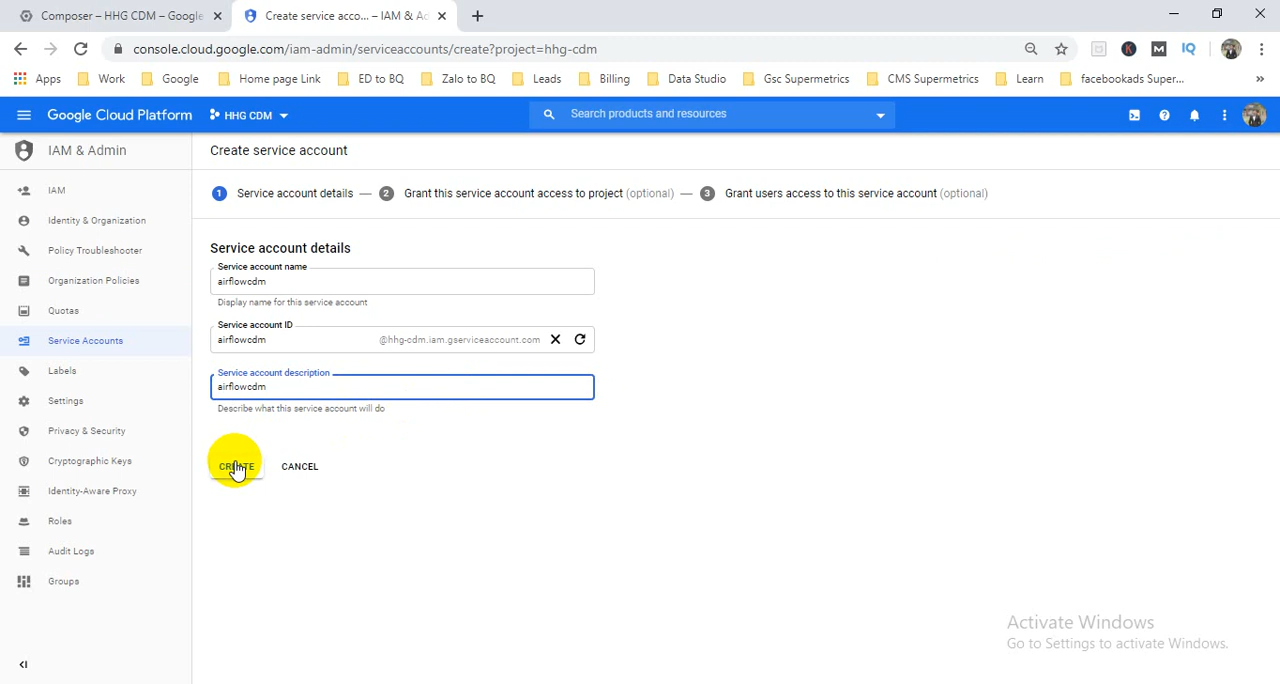 Composer – HHG CDM – Google
Create service acco... – IAM & Ad
console.cloud.google.com/iam-admin/serviceaccounts/create?project=hhg-cdm
Apps
Work
Google
Home page Link
ED to BQ
Zalo to BQ
Leads
Billing
Data Studio
Gsc Supermetrics
CMS Supermetrics
Learn
facebookads Super...
»
Google Cloud Platform
HHG CDM
Search products and resources
IAM & Admin
Create service account
1 Service account details — 2 Grant this service account access to project (optional) — 3 Grant users access to this service account (optional)
IAM
Identity & Organization
Policy Troubleshooter
Organization Policies
Quotas
Service Accounts
Labels
Settings
Privacy & Security
Cryptographic Keys
Identity-Aware Proxy
Roles
Audit Logs
Groups
Service account details
Service account name
airflowcdm
Display name for this service account
Service account ID
airflowcdm @hhg-cdm.iam.gserviceaccount.com
Service account description
airflowcdm
Describe what this service account will do
CREATE CANCEL
Activate Windows
Go to Settings to activate Windows.